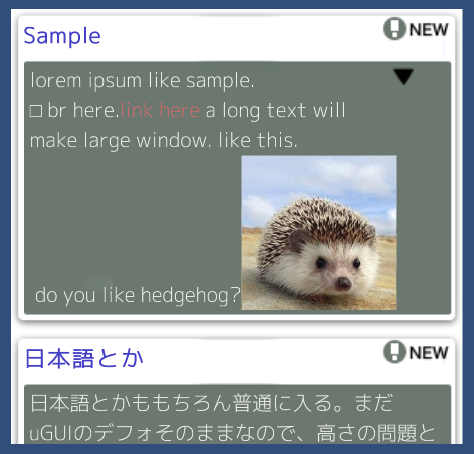 Sample
NEW
lorem ipsum like sample.
□ br here.link here a long text will
make large window. like this.
do you like hedgehog?
日本語とか
NEW
日本語とかももちろん普通に入る。まだ
uGUIのデフォそのままなので、高さの問題と